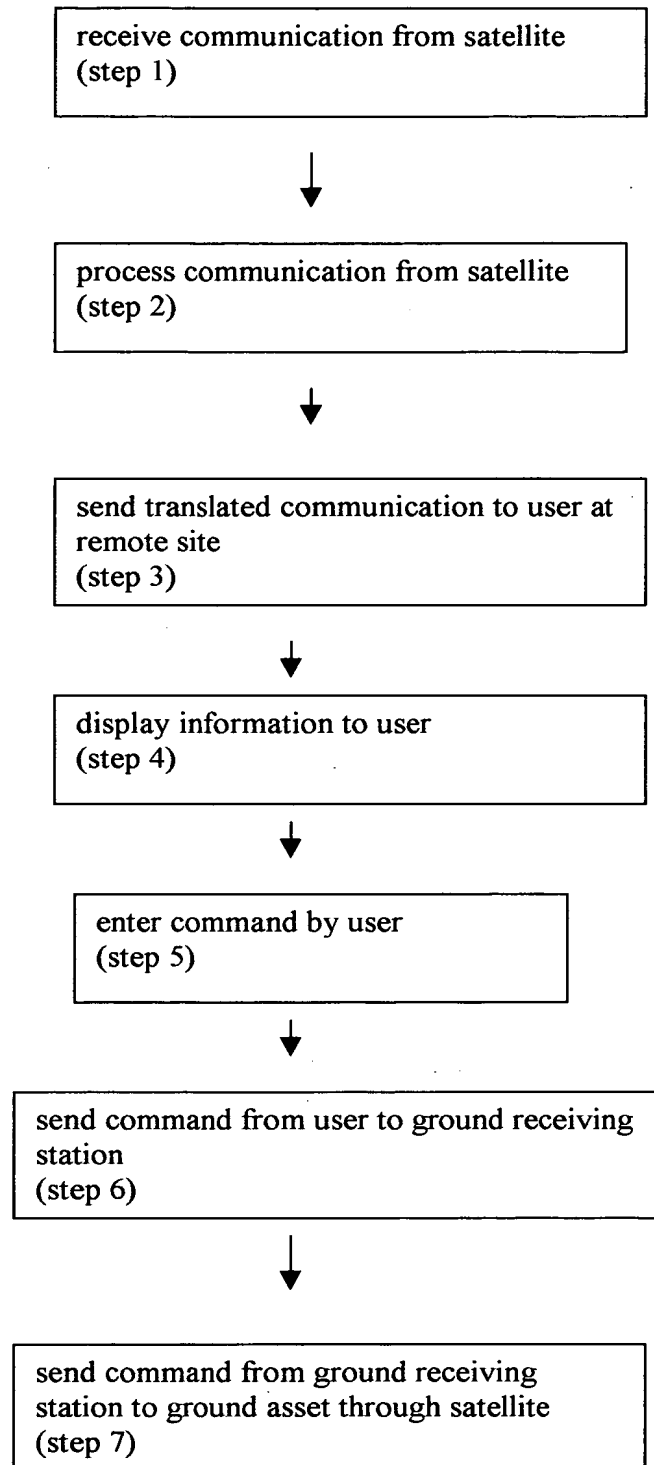 receive communication from satellite
(step 1)
process communication from satellite
(step 2)
send translated communication to user at
remote site
(step 3)
display information to user
(step 4)
enter command by user
(step 5)
send command from user to ground receiving
station
(step 6)
send command from ground receiving
station to ground asset through satellite
(step 7)